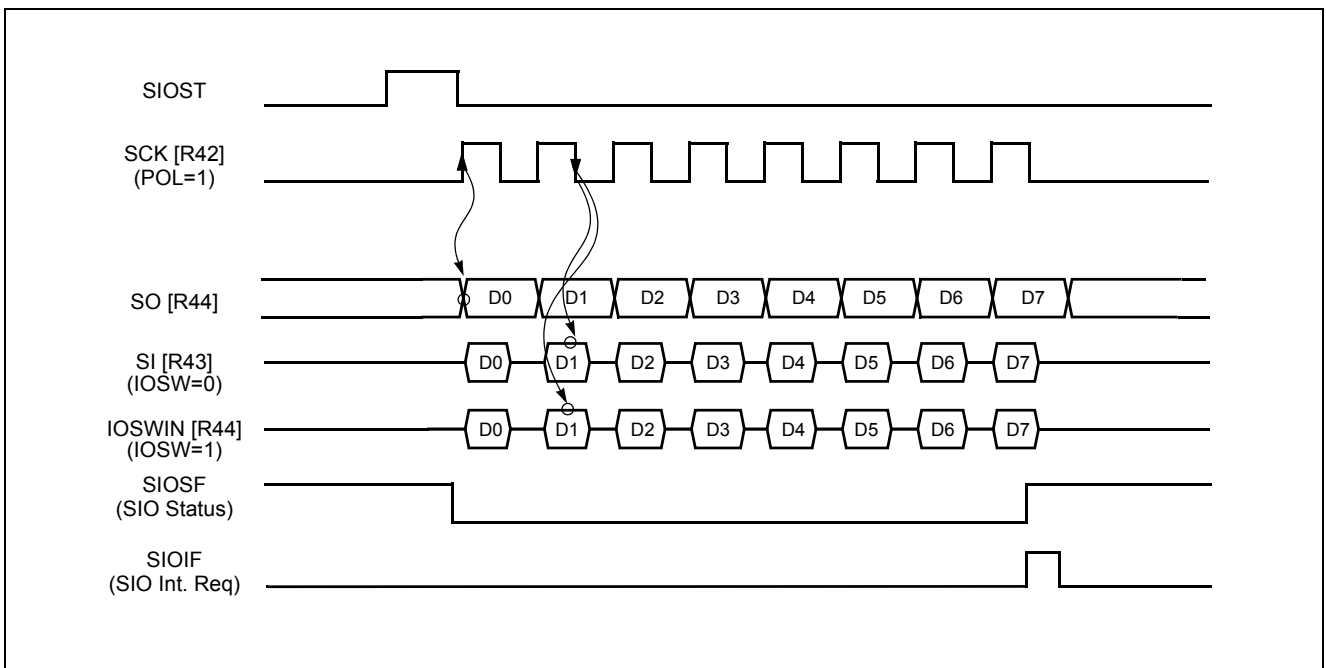 SIOST
SCK [R42]
(POL=1)
SO [R44]
D0 D1 D2 D3 D4 D5 D6 D7
SI [R43]
(IOSW=0)
D0 D1 D2 D3 D4 D5 D6 D7
IOSWIN [R44]
(IOSW=1)
D0 D1 D2 D3 D4 D5 D6 D7
SIOSF
(SIO Status)
SIOIF
(SIO Int. Req)